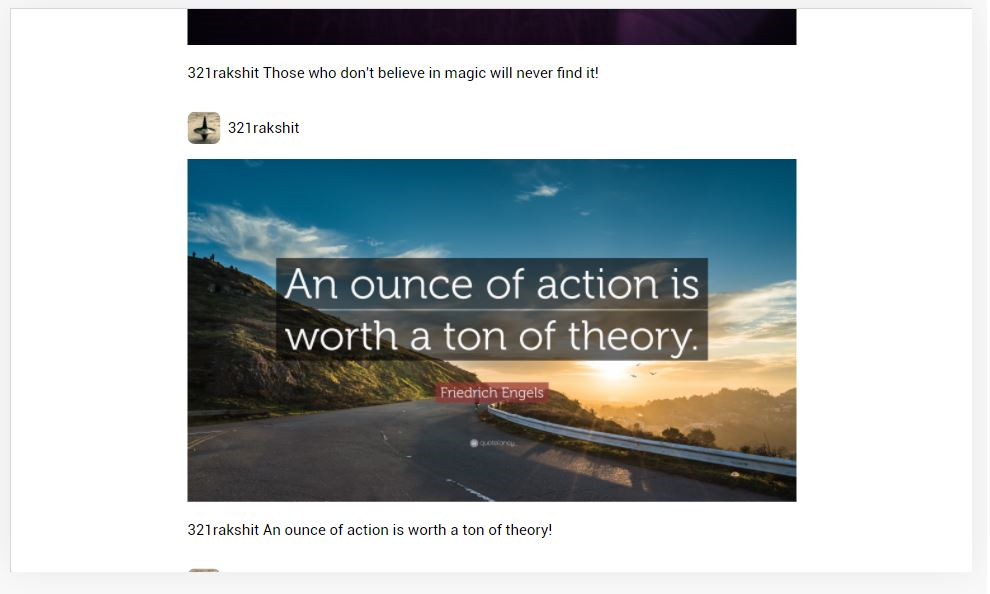 321rakshit Those who don't believe in magic will never find it!
321rakshit
An ounce of action is
worth a ton of theory.
Friedrich Engels
quotefancy
321rakshit An ounce of action is worth a ton of theory!